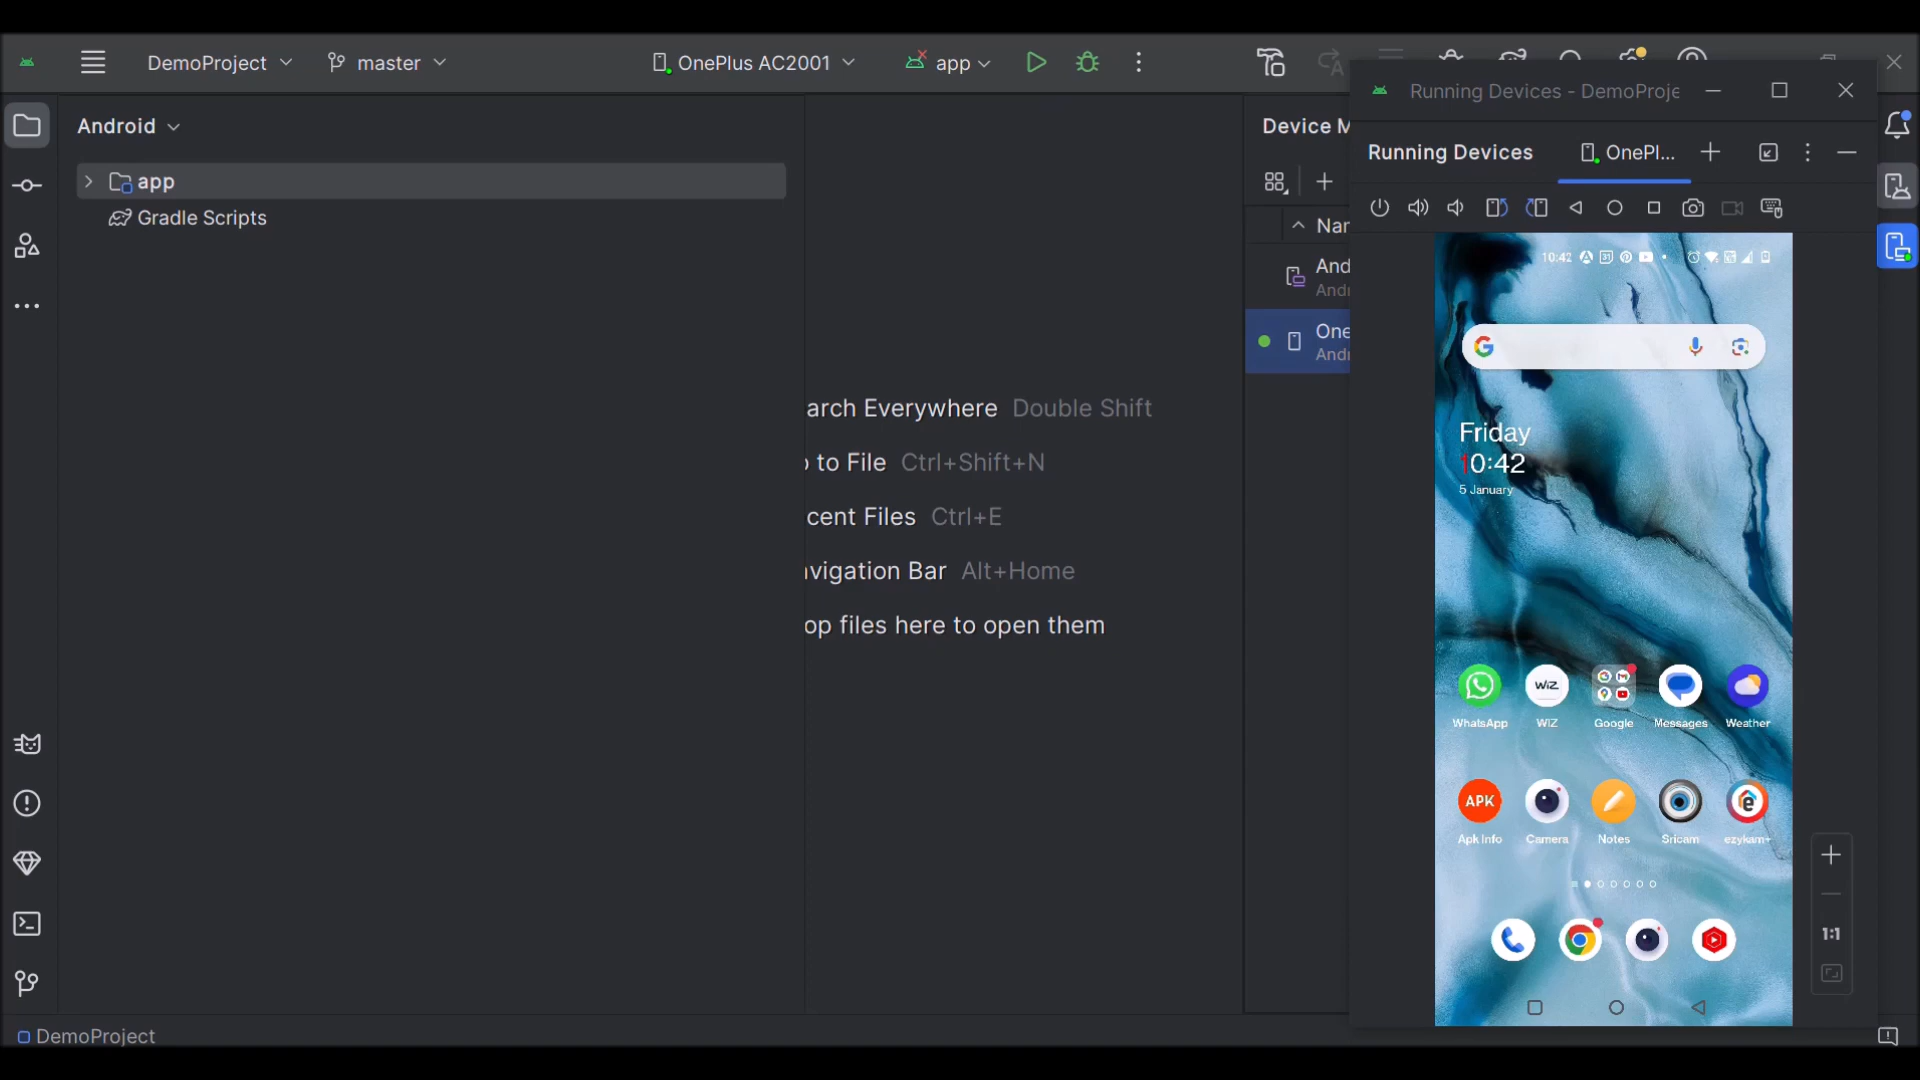 DemoProject
master
OnePlus AC2001
app
Running Devices - DemoProje
Android
Device M
Running Devices
OnePl...
app
Gradle Scripts
Nar
And
Andr
One
Andr
10:42
31
arch Everywhere Double Shift
to File Ctrl+Shift+N
cent Files Ctrl+E
avigation Bar Alt+Home
op files here to open them
Friday
10:42
5 January
WiZ
WhatsApp
WIZ
Google
Messages
Weather
APK
Apk Info
Camera
Notes
Sricam
ezykam+
1:1
DemoProject